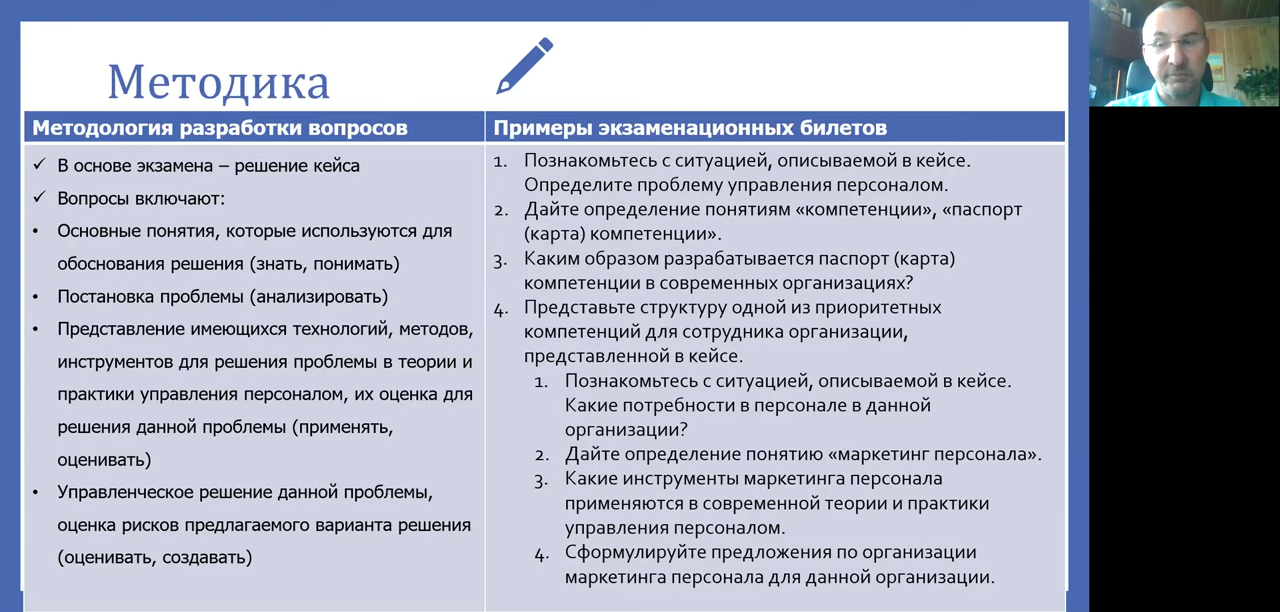 Методика
Методология разработки вопросов
✓ В основе экзамена – решение кейса
✓ Вопросы включают:
• Основные понятия, которые используются для
обоснования решения (знать, понимать)
• Постановка проблемы (анализировать)
• Представление имеющихся технологий, методов,
инструментов для решения проблемы в теории и
практики управления персоналом, их оценка для
решения данной проблемы (применять,
оценивать)
• Управленческое решение данной проблемы,
оценка рисков предлагаемого варианта решения
(оценивать, создавать)
Примеры экзаменационных билетов
1. Познакомьтесь с ситуацией, описываемой в кейсе.
Определите проблему управления персоналом.
2. Дайте определение понятиям «компетенции», «паспорт
(карта) компетенции».
3. Каким образом разрабатывается паспорт (карта)
компетенции в современных организациях?
4. Представьте структуру одной из приоритетных
компетенций для сотрудника организации,
представленной в кейсе.
1. Познакомьтесь с ситуацией, описываемой в кейсе.
Какие потребности в персонале в данной
организации?
2. Дайте определение понятию «маркетинг персонала».
3. Какие инструменты маркетинга персонала
применяются в современной теории и практики
управления персоналом.
4. Сформулируйте предложения по организации
маркетинга персонала для данной организации.